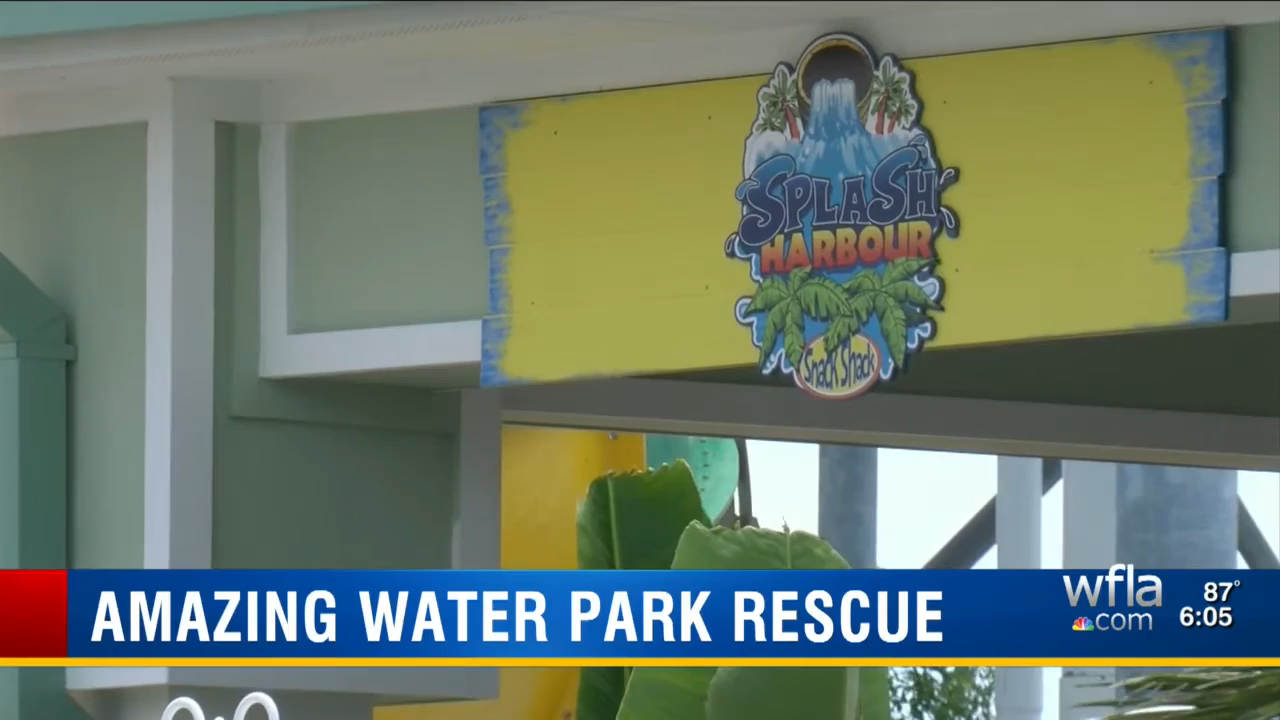 SPLASH
HARBOUR
Snack Shack
AMAZING WATER PARK RESCUE
wfla
com
87°
6:05